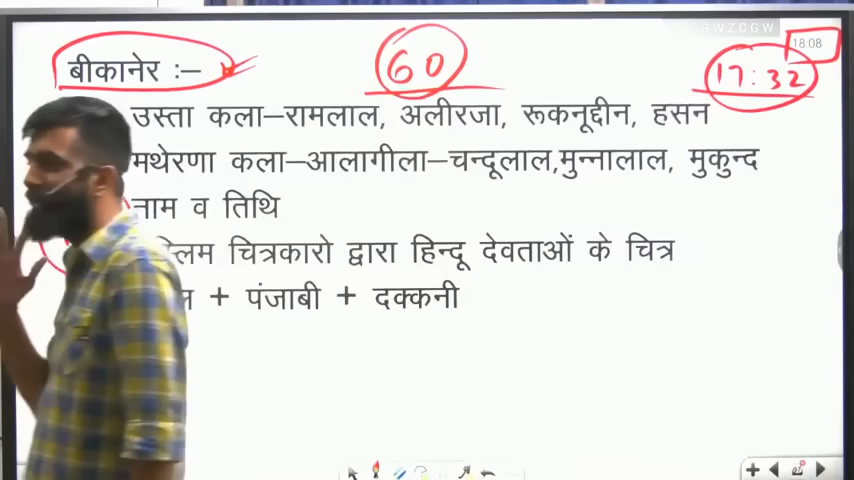 GWZCGW
18:08
बीकानेर :–
60
17:32
उस्ता कला–रामलाल, अलीरजा, रूकनूद्दीन, हसन
मथेरणा कला–आलागीला–चन्दूलाल,मुन्नालाल, मुकुन्द
नाम व तिथि
चित्रकारो द्वारा हिन्दू देवताओं के चित्र
+ पंजाबी + दक्कनी